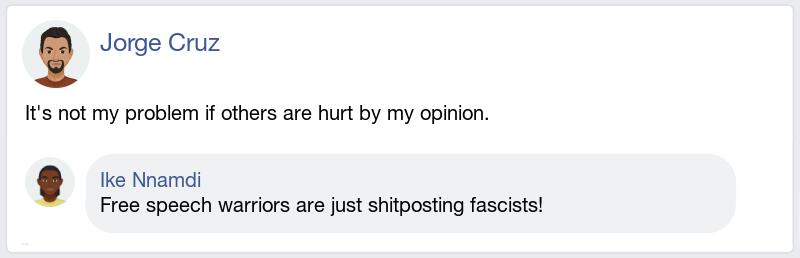 Jorge Cruz
It's not my problem if others are hurt by my opinion.
Ike Nnamdi
Free speech warriors are just shitposting fascists!